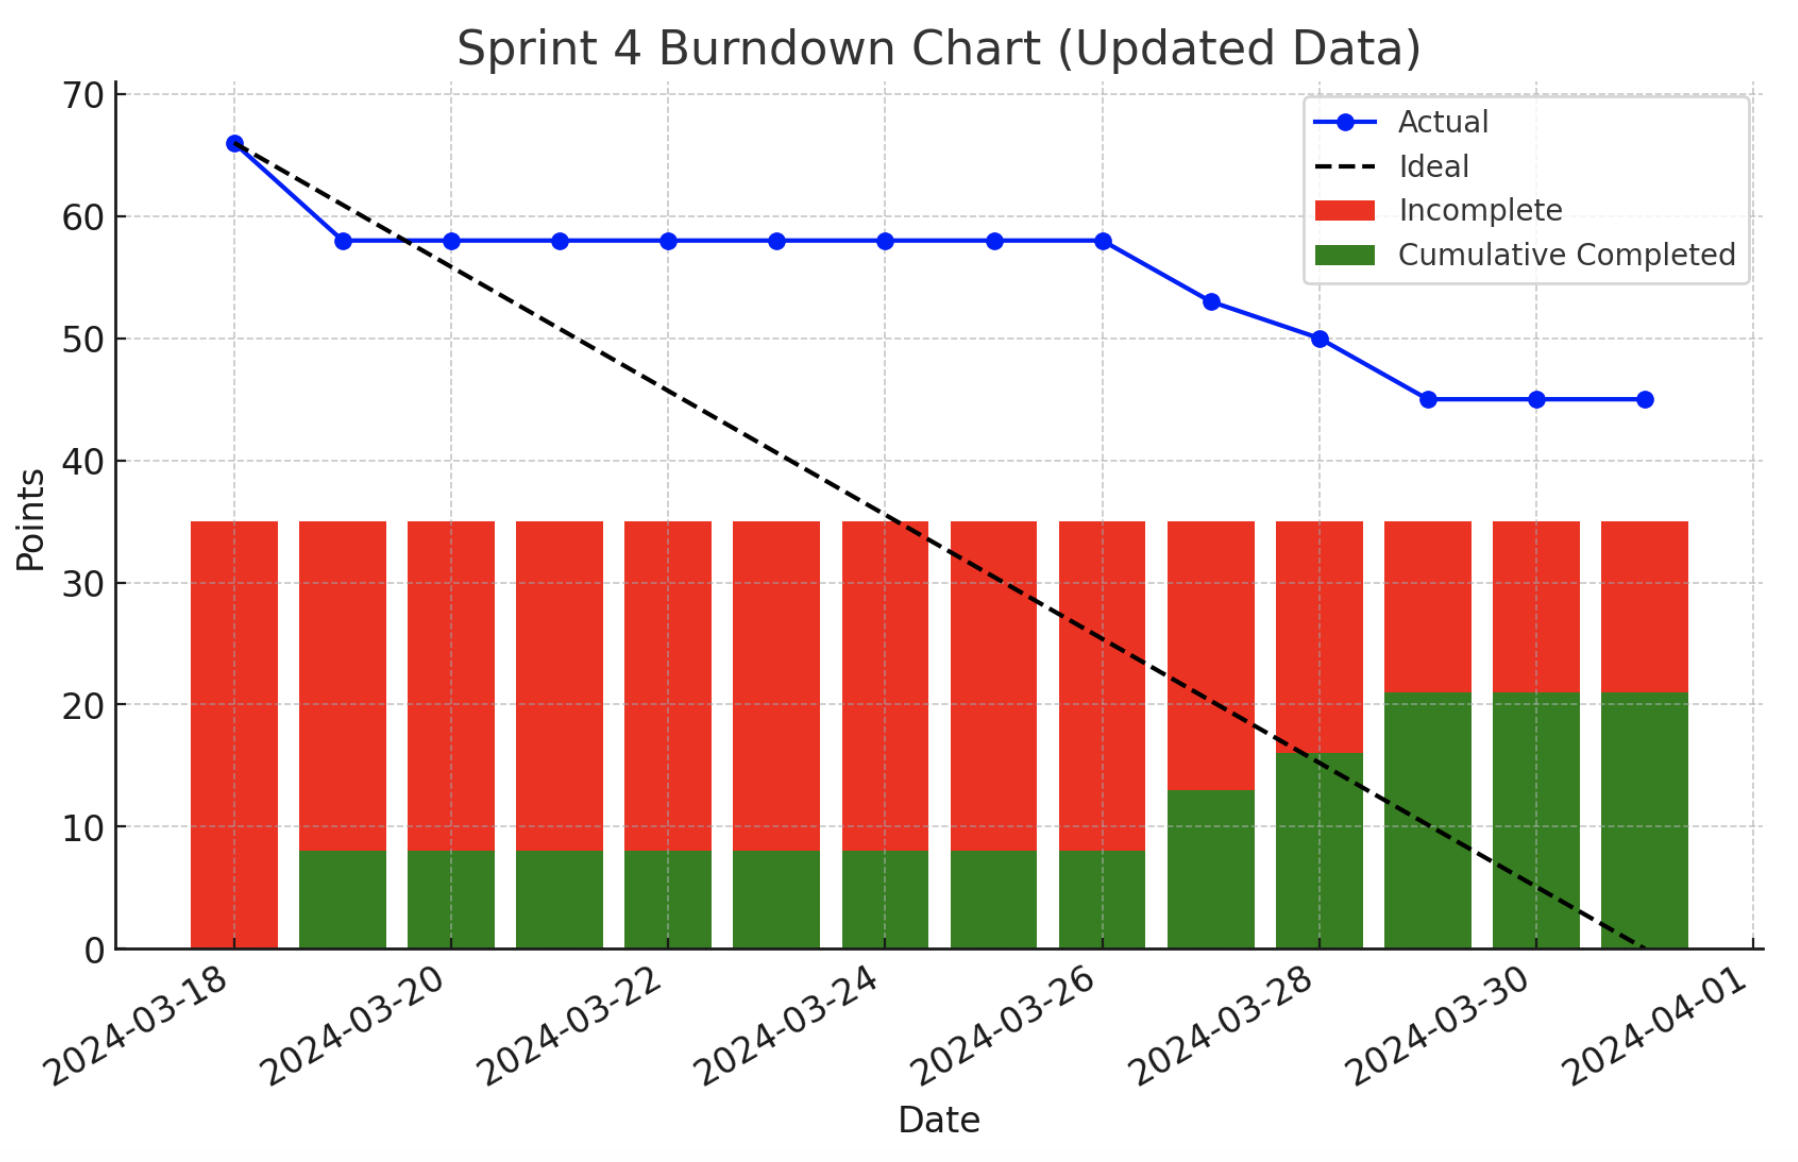 Sprint 4 Burndown Chart (Updated Data)
Actual
Ideal
Incomplete
Cumulative Completed
Points
70
60
50
40
30
20
10
0
2024-03-18
2024-03-20
2024-03-22
2024-03-24
2024-03-26
2024-03-28
2024-03-30
2024-04-01
Date